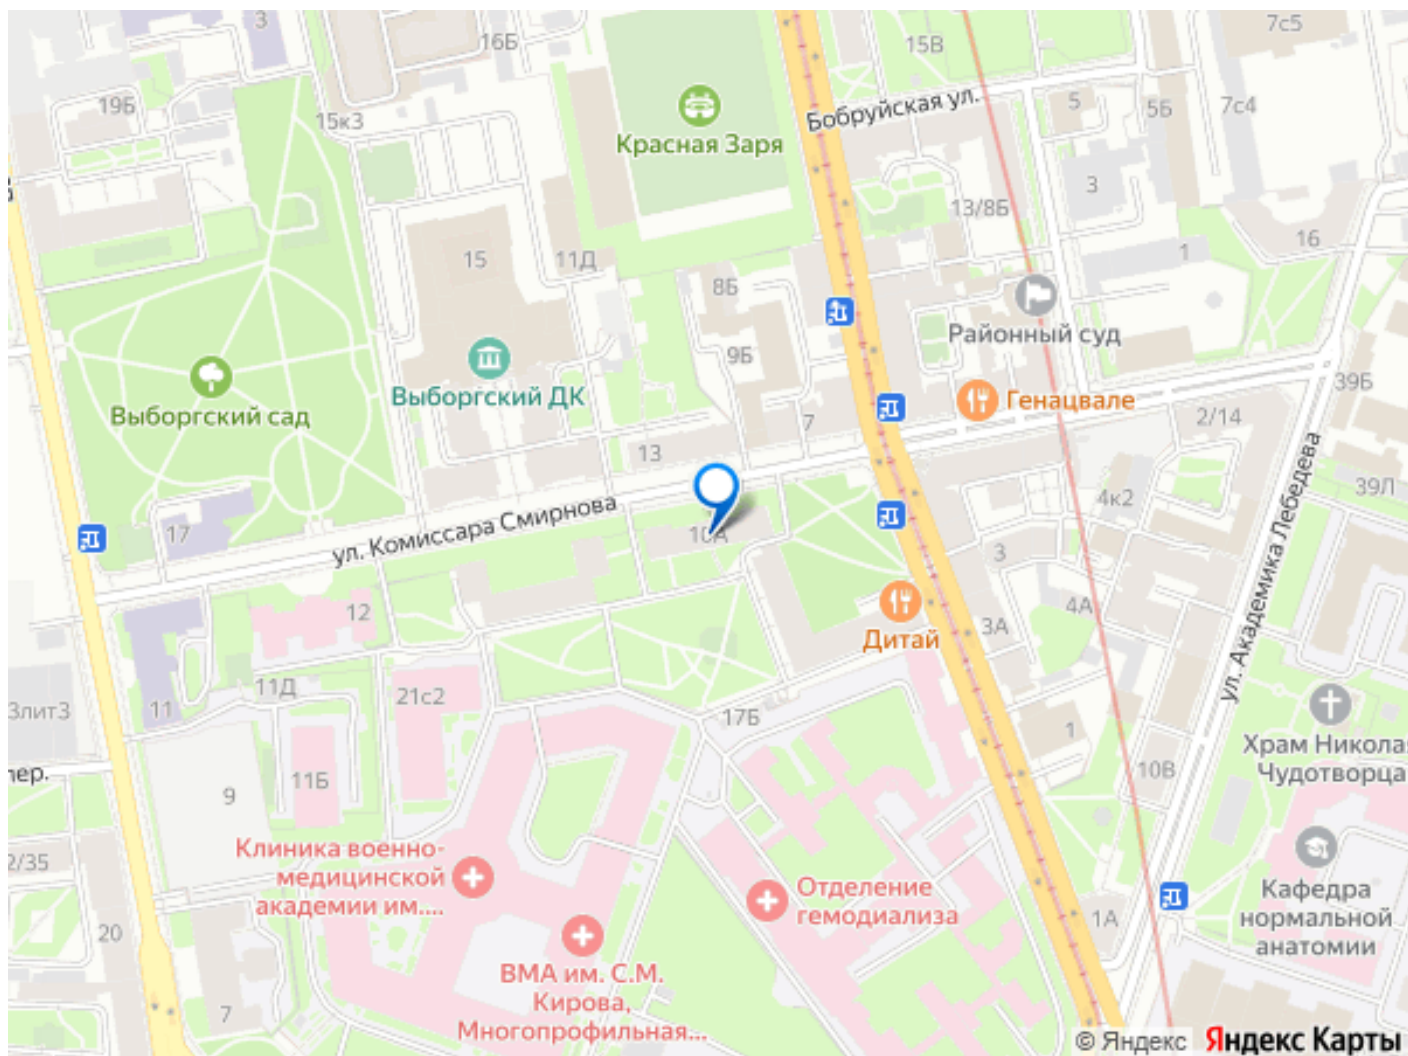 3
16Б
15В
7с5
19Б
15к3
Красная Заря
Бобруйская ул.
5
5Б
7с4
3
13/8Б
16
1
15
11Д
8Б
Районный суд
9Б
Выборгский ДК
Выборгский сад
Генацвале
7
39Б
2/14
13
ул. Комиссара Смирнова
17
10А
4к2
39Л
ул. Академика Лебедева
3
12
4А
3А
Дитай
11Д
21с2
11
3лит3
17Б
1
Храм Николая
Чудотворца
пер.
11Б
9
10В
Клиника военно-
медицинской
академии им....
2/35
Отделение
гемодиализа
Кафедра
нормальной
анатомии
20
1А
ВМА им. С.М.
Кирова,
Многопрофильная...
7
© Яндекс Яндекс Карты